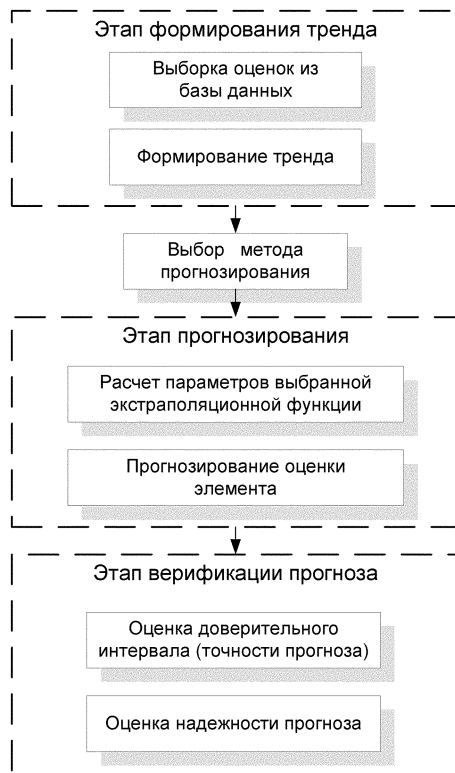 Этап формирования тренда
Выборка оценок из
базы данных
Формирование тренда
Выбор метода
прогнозирования
Этап прогнозирования
Расчет параметров выбранной
экстраполяционной функции
Прогнозирование оценки
элемента
Этап верификации прогноза
Оценка доверительного
интервала (точности прогноза)
Оценка надежности прогноза